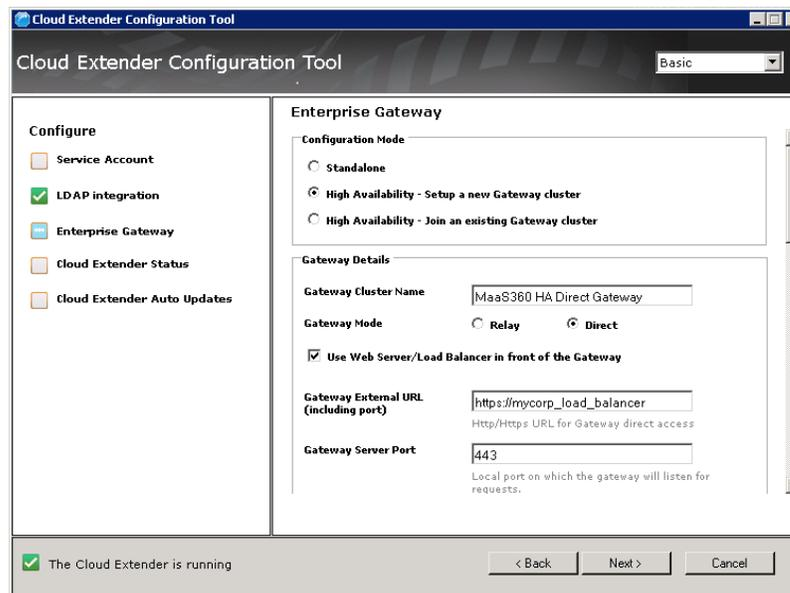 Cloud Extender Configuration Tool
Cloud Extender Configuration Tool
Basic
Configure
Service Account
LDAP integration
Enterprise Gateway
Cloud Extender Status
Cloud Extender Auto Updates
Enterprise Gateway
Configuration Mode
Standalone
High Availability - Setup a new Gateway cluster
High Availability - Join an existing Gateway cluster
Gateway Details
Gateway Cluster Name
MaaS360 HA Direct Gateway
Gateway Mode
Relay
Direct
Use Web Server/Load Balancer in front of the Gateway
Gateway External URL
(including port)
https://mycorp_load_balancer
Http/Https URL for Gateway direct access
Gateway Server Port
443
Local port on which the gateway will listen for
requests.
The Cloud Extender is running
< Back
Next >
Cancel